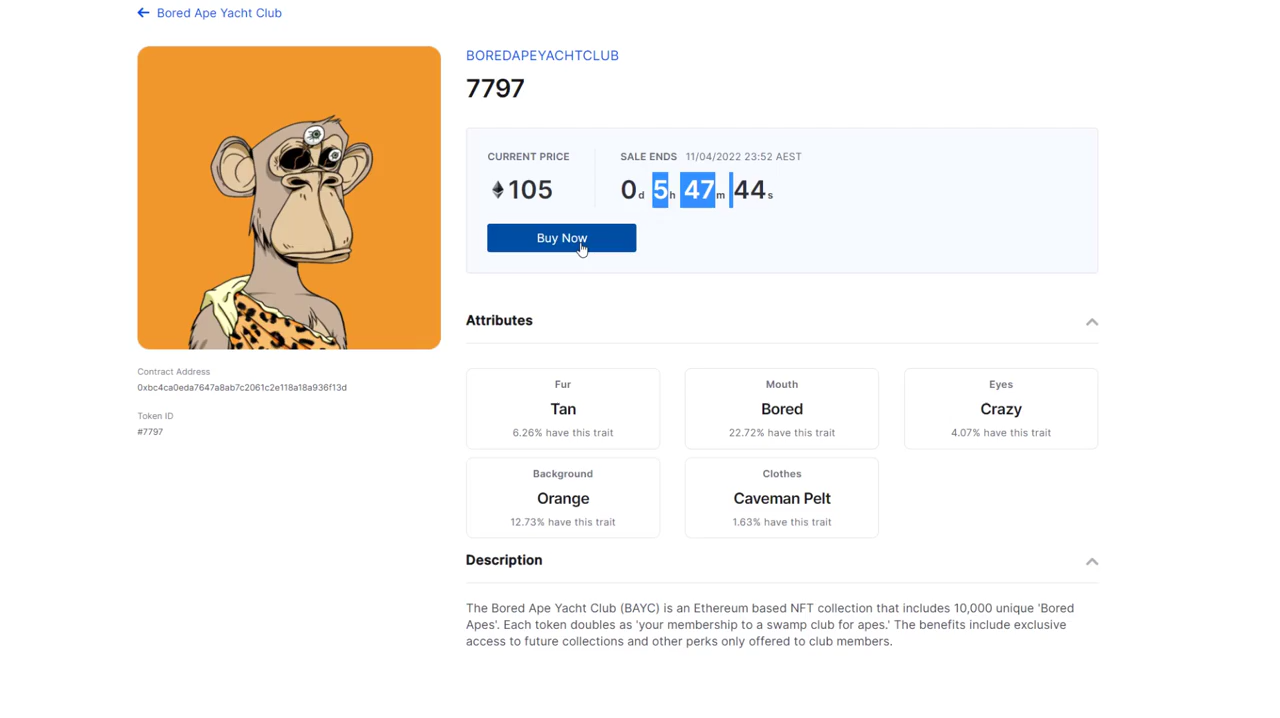 Bored Ape Yacht Club
BOREDAPEYACHTCLUB
7797
CURRENT PRICE
105
SALE ENDS 11/04/2022 23:52 AEST
0d 5h 47m 44s
Buy Now
Contract Address
0xbc4ca0eda7647a8ab7c2061c2e118a18a936f13d
Token ID
#7797
Attributes
Fur
Tan
6.26% have this trait
Mouth
Bored
22.72% have this trait
Eyes
Crazy
4.07% have this trait
Background
Orange
12.73% have this trait
Clothes
Caveman Pelt
1.63% have this trait
Description
The Bored Ape Yacht Club (BAYC) is an Ethereum based NFT collection that includes 10,000 unique 'Bored
Apes'. Each token doubles as 'your membership to a swamp club for apes.' The benefits include exclusive
access to future collections and other perks only offered to club members.